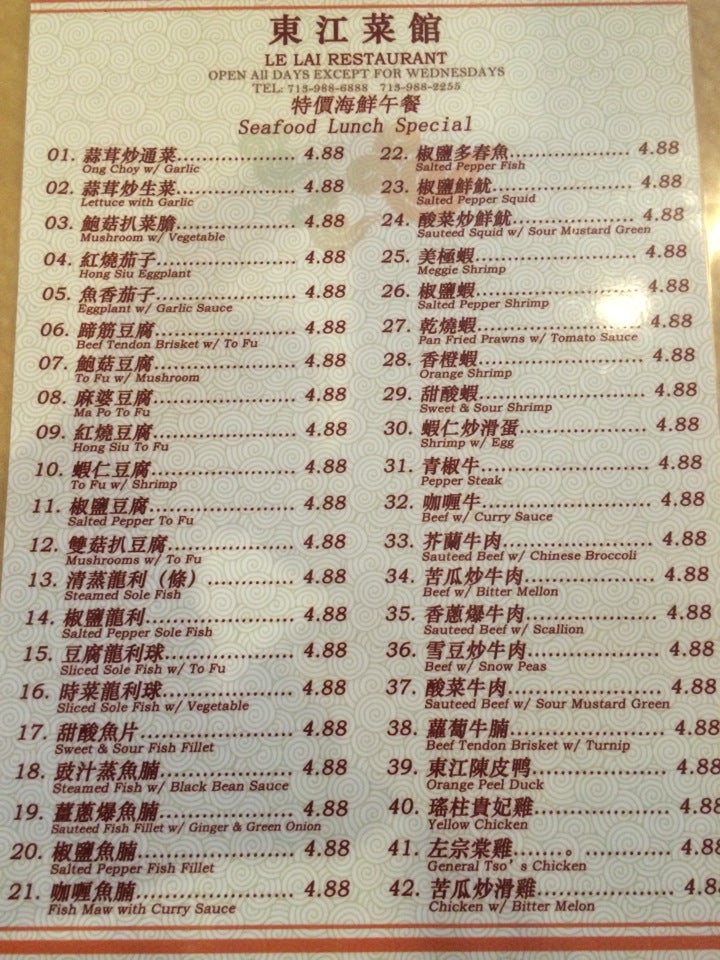 東江菜館
LE LAI RESTAURANT
OPEN All DAYS EXCEPT FOR WEDNESDAYS
TEL: 713-988-6888 713-988-2255
特價海鮮午餐
Seafood Lunch Special
01. 蒜茸炒通菜.................... 4.88
Ong Choy w/ Garlic
02. 蒜茸炒生菜.................... 4.88
Lettuce with Garlic
03. 鮑菇扒菜膽.................... 4.88
Mushroom w/ Vegetable
04. 紅燒茄子....................... 4.88
Hong Siu Eggplant
05. 魚香茄子....................... 4.88
Eggplant w/ Garlic Sauce
06. 蹄筋豆腐....................... 4.88
Beef Tendon Brisket w/ To Fu
07. 鮑菇豆腐....................... 4.88
To Fu w/ Mushroom
08. 麻婆豆腐....................... 4.88
Ma Po To Fu
09. 紅燒豆腐....................... 4.88
Hong Siu To Fu
10. 蝦仁豆腐....................... 4.88
To Fu w/ Shrimp
11. 椒鹽豆腐....................... 4.88
Salted Pepper To Fu
12. 雙菇扒豆腐.................... 4.88
Mushrooms w/ To Fu
13. 清蒸龍利（條）.............. 4.88
Steamed Sole Fish
14. 椒鹽龍利....................... 4.88
Salted Pepper Sole Fish
15. 豆腐龍利球.................... 4.88
Sliced Sole Fish w/ To Fu
16. 時菜龍利球.................... 4.88
Sliced Sole Fish w/ Vegetable
17. 甜酸魚片....................... 4.88
Sweet & Sour Fish Fillet
18. 豉汁蒸魚腩.................... 4.88
Steamed Fish w/ Black Bean Sauce
19. 薑蔥爆魚腩.................... 4.88
Sauteed Fish Fillet w/ Ginger & Green Onion
20. 椒鹽魚腩....................... 4.88
Salted Pepper Fish Fillet
21. 咖喱魚腩....................... 4.88
Fish Maw with Curry Sauce
22. 椒鹽多春魚.................... 4.88
Salted Pepper Fish
23. 椒鹽鮮魷....................... 4.88
Salted Pepper Squid
24. 酸菜炒鮮魷.................... 4.88
Sauteed Squid w/ Sour Mustard Green
25. 美極蝦.......................... 4.88
Meggie Shrimp
26. 椒鹽蝦.......................... 4.88
Salted Pepper Shrimp
27. 乾燒蝦.......................... 4.88
Pan Fried Prawns w/ Tomato Sauce
28. 香橙蝦.......................... 4.88
Orange Shrimp
29. 甜酸蝦.......................... 4.88
Sweet & Sour Shrimp
30. 蝦仁炒滑蛋.................... 4.88
Shrimp w/ Egg
31. 青椒牛.......................... 4.88
Pepper Steak
32. 咖喱牛.......................... 4.88
Beef w/ Curry Sauce
33. 芥蘭牛肉....................... 4.88
Sauteed Beef w/ Chinese Broccoli
34. 苦瓜炒牛肉.................... 4.88
Beef w/ Bitter Mellon
35. 香蔥爆牛肉.................... 4.88
Sauteed Beef w/ Scallion
36. 雪豆炒牛肉.................... 4.88
Beef w/ Snow Peas
37. 酸菜牛肉....................... 4.88
Sauteed Beef w/ Sour Mustard Green
38. 蘿蔔牛腩....................... 4.88
Beef Tendon Brisket w/ Turnip
39. 東江陳皮鴨.................... 4.88
Orange Peel Duck
40. 瑤柱貴妃雞.................... 4.88
Yellow Chicken
41. 左宗棠雞.......。........... 4.88
General Tso’s Chicken
42. 苦瓜炒滑雞.................... 4.8
Chicken w/ Bitter Melon